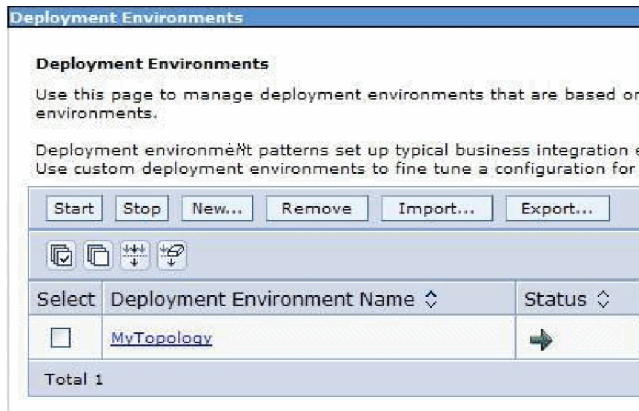 Deployment Environments
Deployment Environments
Use this page to manage deployment environments that are based on
environments.
Deployment environment patterns set up typical business integration
Use custom deployment environments to fine tune a configuration for
Start Stop New... Remove Import... Export...
Select Deployment Environment Name Status
MyTopology
Total 1